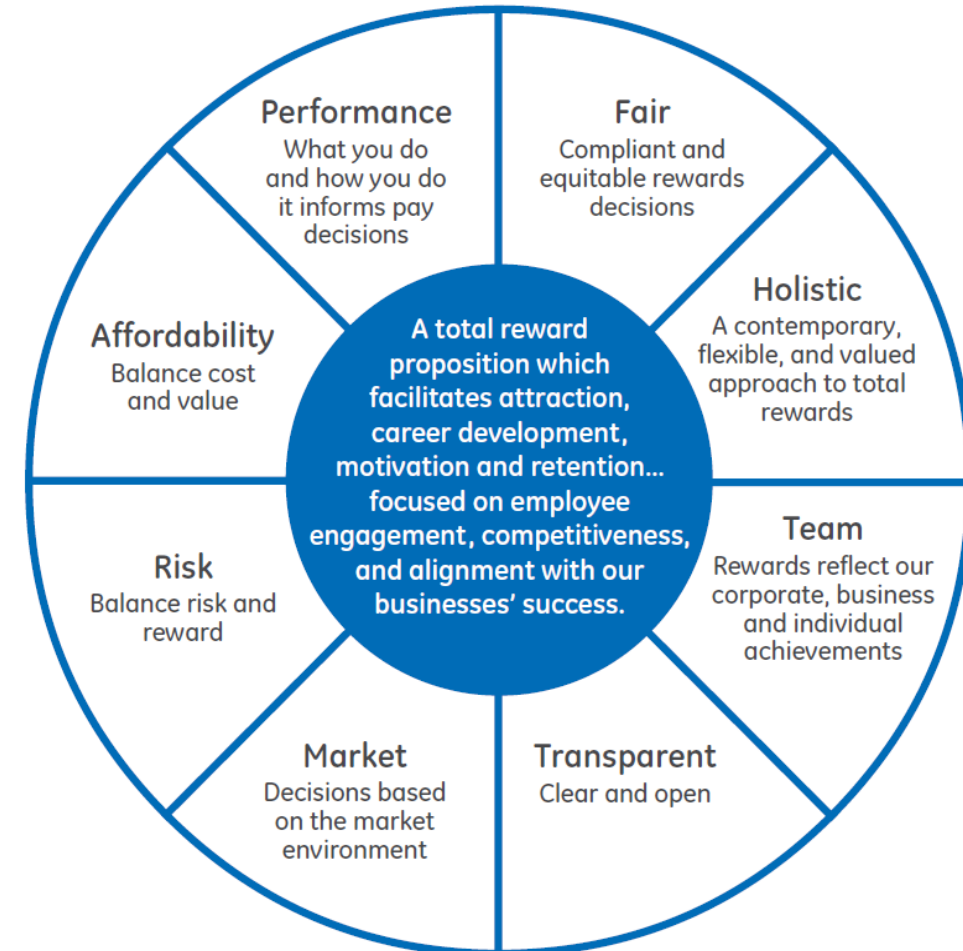 Performance
What you do
and how you do
it informs pay
decisions
Fair
Compliant and
equitable rewards
decisions
Holistic
A contemporary,
flexible, and valued
approach to total
rewards
Team
Rewards reflect our
corporate, business
and individual
achievements
Transparent
Clear and open
Market
Decisions based
on the market
environment
Risk
Balance risk and
reward
Affordability
Balance cost
and value
A total reward
proposition which
facilitates attraction,
career development,
motivation and retention...
focused on employee
engagement, competitiveness,
and alignment with our
businesses’ success.